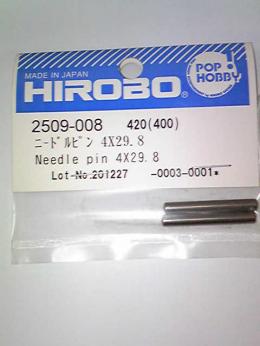 MADE IN JAPAN
POP
HOBBY
HIROBO®
2509-008 420(400)
ニードルピン 4X29.8
Needle pin 4X29.8
Lot-No.201227 -0003-0001*